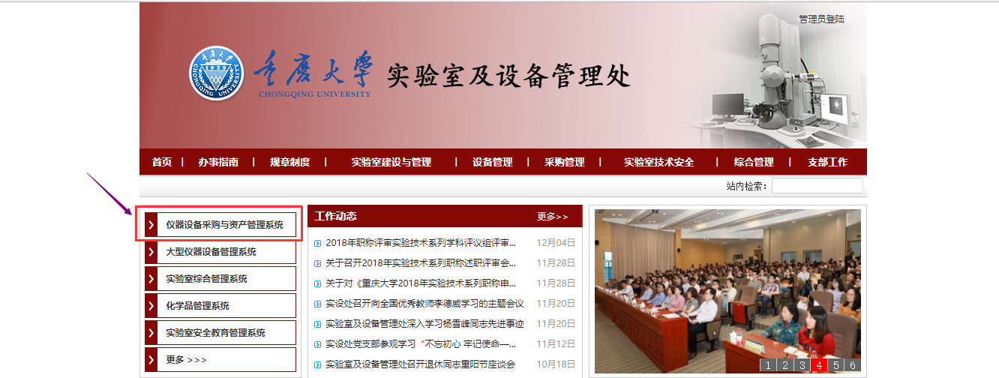 管理员登陆
重庆大学
CHONGQING UNIVERSITY
实验室及设备管理处
重庆大学
1929
CHONGQING UNIVERSITY
首页 | 办事指南 | 规章制度 | 实验室建设与管理 | 设备管理 | 采购管理 | 实验室技术安全 | 综合管理 | 支部工作
站内检索：
仪器设备采购与资产管理系统
大型仪器设备管理系统
实验室综合管理系统
化学品管理系统
实验室安全教育管理系统
更多 >>>
工作动态 更多>>
2018年职称评审实验技术系列学科评议组评审... 12月04日
关于召开2018年实验技术系列职称述职评审会... 11月28日
关于对《重庆大学2018年实验技术系列职称申... 11月28日
实设处召开向全国优秀教师李德威学习的主题会议 11月20日
实验室及设备管理处深入学习杨雪峰同志先进事迹 11月20日
实设处党支部参观学习“不忘初心 牢记使命—... 11月12日
实验室及设备管理处召开退休同志重阳节座谈会 10月18日
1 2 3 4 5 6